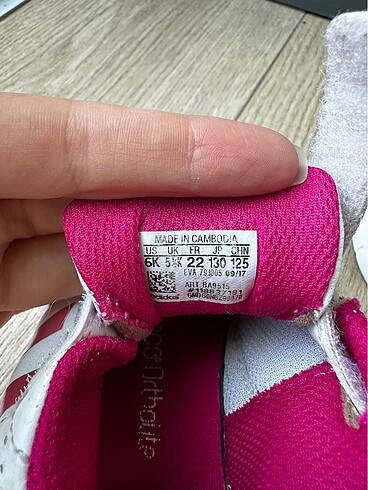 MADE IN CAMBODIA
US UK FR JP CHN
6K 5½K 22 130 125
EVA 791005 09/17
ART BA9515
adidas
OrthoLite